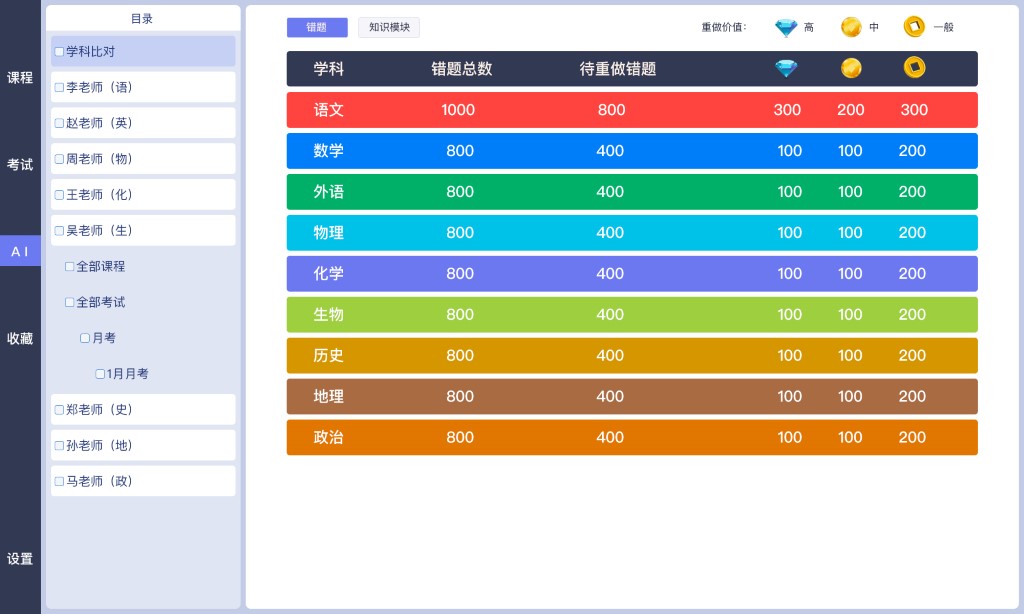 课程
考试
AI
收藏
设置
目录
学科比对
李老师（语）
赵老师（英）
周老师（物）
王老师（化）
吴老师（生）
全部课程
全部考试
月考
1月月考
郑老师（史）
孙老师（地）
马老师（政）
错题 知识模块 重做价值： 高 中 一般
学科 错题总数 待重做错题
语文 1000 800 300 200 300
数学 800 400 100 100 200
外语 800 400 100 100 200
物理 800 400 100 100 200
化学 800 400 100 100 200
生物 800 400 100 100 200
历史 800 400 100 100 200
地理 800 400 100 100 200
政治 800 400 100 100 200